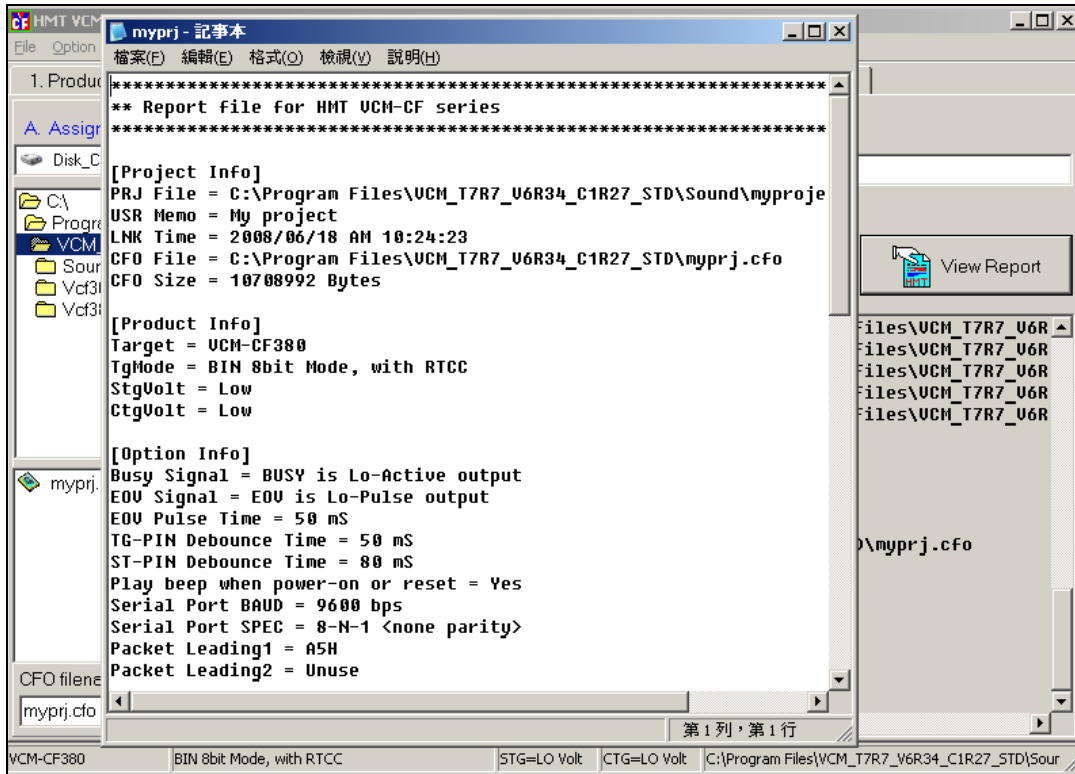 HMT VCM
File Option
1. Produc
A. Assign
Disk_C
C:\
Progra
VCM_
Soun
Vcf3
Vcf3
myprj.
CFO filena
myprj.cfo
myprj - 記事本
檔案(F) 編輯(E) 格式(O) 檢視(V) 說明(H)
******************************************************************
** Report file for HMT VCM-CF series
******************************************************************
[Project Info]
PRJ File = C:\Program Files\VCM_T7R7_V6R34_C1R27_STD\Sound\myproje
USR Memo = My project
LNK Time = 2008/06/18 AM 10:24:23
CFO File = C:\Program Files\VCM_T7R7_V6R34_C1R27_STD\myprj.cfo
CFO Size = 10708992 Bytes
[Product Info]
Target = VCM-CF380
TgMode = BIN 8bit Mode, with RTCC
StgVolt = Low
CtgVolt = Low
[Option Info]
Busy Signal = BUSY is Lo-Active output
EOV Signal = EOV is Lo-Pulse output
EOV Pulse Time = 50 mS
TG-PIN Debounce Time = 50 mS
ST-PIN Debounce Time = 80 mS
Play beep when power-on or reset = Yes
Serial Port BAUD = 9600 bps
Serial Port SPEC = 8-N-1 <none parity>
Packet Leading1 = A5H
Packet Leading2 = Unuse
第 1 列，第 1 行
HMT
View Report
Files\VCM_T7R7_V6R
Files\VCM_T7R7_V6R
Files\VCM_T7R7_V6R
Files\VCM_T7R7_V6R
Files\VCM_T7R7_V6R
D\myprj.cfo
VCM-CF380 BIN 8bit Mode, with RTCC STG=LO Volt CTG=LO Volt C:\Program Files\VCM_T7R7_V6R34_C1R27_STD\Sour